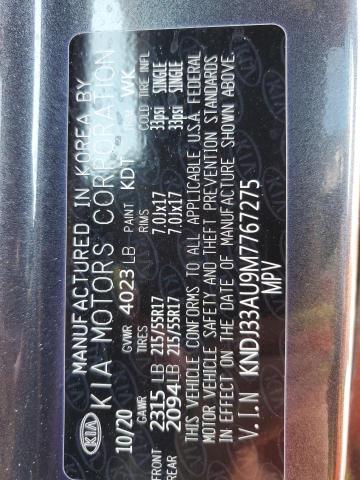 MANUFACTURED IN KOREA BY
KIA KIA MOTORS CORPORATION
10/20 GVWR 4023 LB PAINT KDT TRIM WK
GAWR TIRES RIMS COLD TIRE INFL
FRONT 2315 LB 215/55R17 7.0Jx17 33psi SINGLE
REAR 2094 LB 215/55R17 7.0Jx17 33psi SINGLE
THIS VEHICLE CONFORMS TO ALL APPLICABLE U.S.A. FEDERAL
MOTOR VEHICLE SAFETY AND THEFT PREVENTION STANDARDS
IN EFFECT ON THE DATE OF MANUFACTURE SHOWN ABOVE.
V.I.N KNDJ33AU9M7767275
MPV